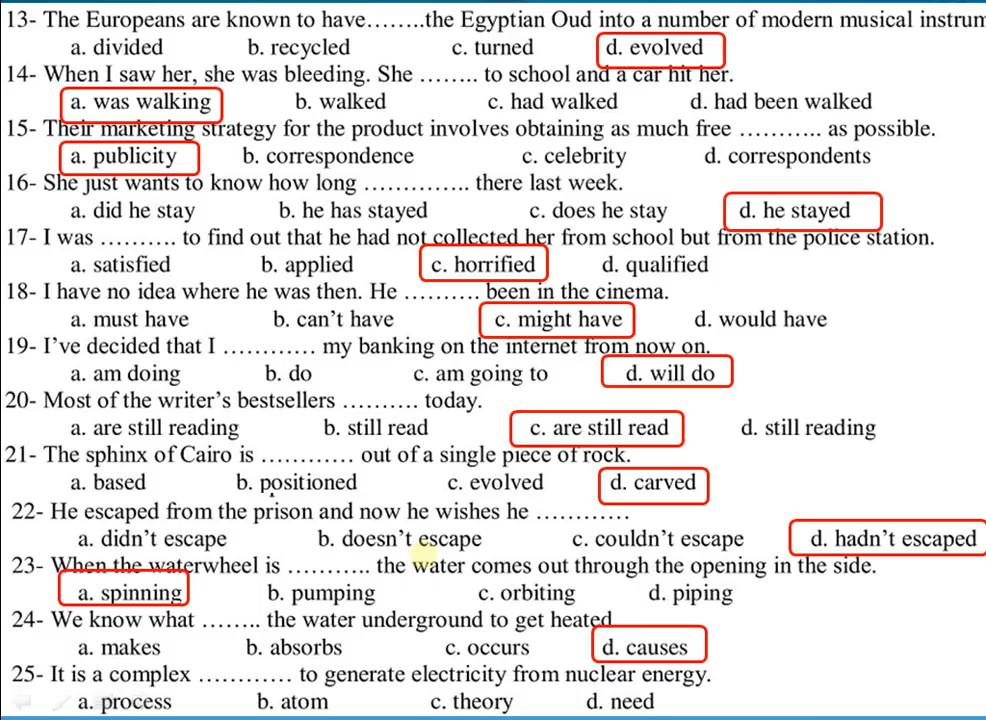 13- The Europeans are known to have……..the Egyptian Oud into a number of modern musical instrum
a. divided b. recycled c. turned d. evolved
14- When I saw her, she was bleeding. She …….. to school and a car hit her.
a. was walking b. walked c. had walked d. had been walked
15- Their marketing strategy for the product involves obtaining as much free ……….. as possible.
a. publicity b. correspondence c. celebrity d. correspondents
16- She just wants to know how long ………….. there last week.
a. did he stay b. he has stayed c. does he stay d. he stayed
17- I was ………. to find out that he had not collected her from school but from the police station.
a. satisfied b. applied c. horrified d. qualified
18- I have no idea where he was then. He ………. been in the cinema.
a. must have b. can’t have c. might have d. would have
19- I’ve decided that I ………… my banking on the internet from now on.
a. am doing b. do c. am going to d. will do
20- Most of the writer’s bestsellers ………. today.
a. are still reading b. still read c. are still read d. still reading
21- The sphinx of Cairo is ………… out of a single piece of rock.
a. based b. positioned c. evolved d. carved
22- He escaped from the prison and now he wishes he …………
a. didn’t escape b. doesn’t escape c. couldn’t escape d. hadn’t escaped
23- When the waterwheel is ……….. the water comes out through the opening in the side.
a. spinning b. pumping c. orbiting d. piping
24- We know what …….. the water underground to get heated
a. makes b. absorbs c. occurs d. causes
25- It is a complex ………… to generate electricity from nuclear energy.
a. process b. atom c. theory d. need